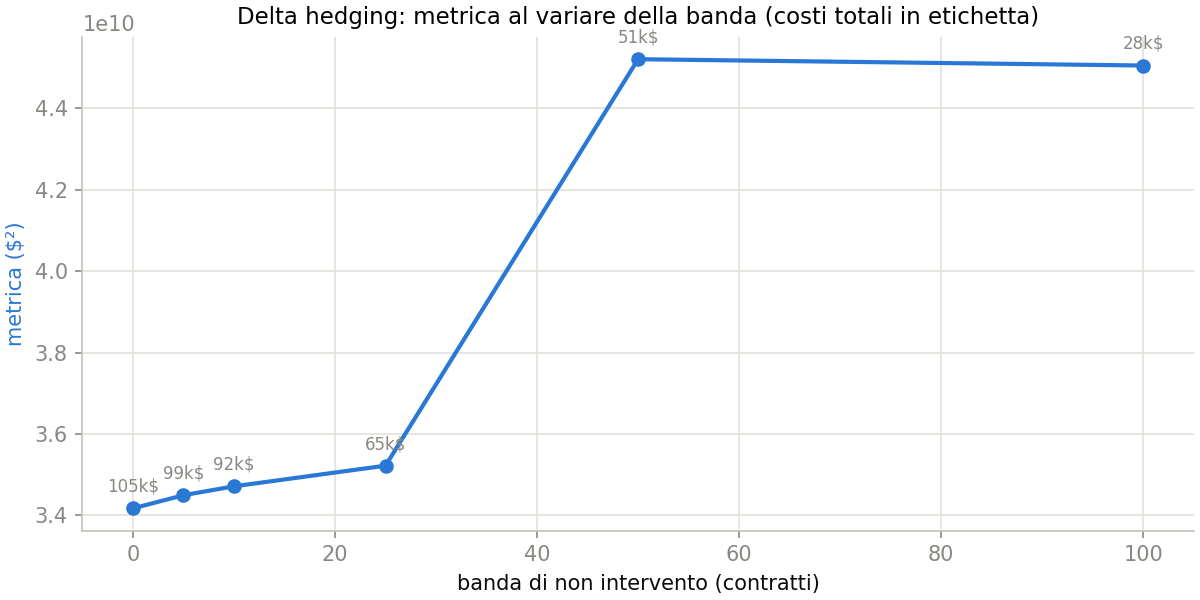 Delta hedging: metrica al variare della banda (costi totali in etichetta)
1e10
51k$
28k$
4.4
4.2
4.0
3.8
3.6
3.4
metrica ($²)
65k$
92k$
99k$
105k$
0
20
40
60
80
100
banda di non intervento (contratti)